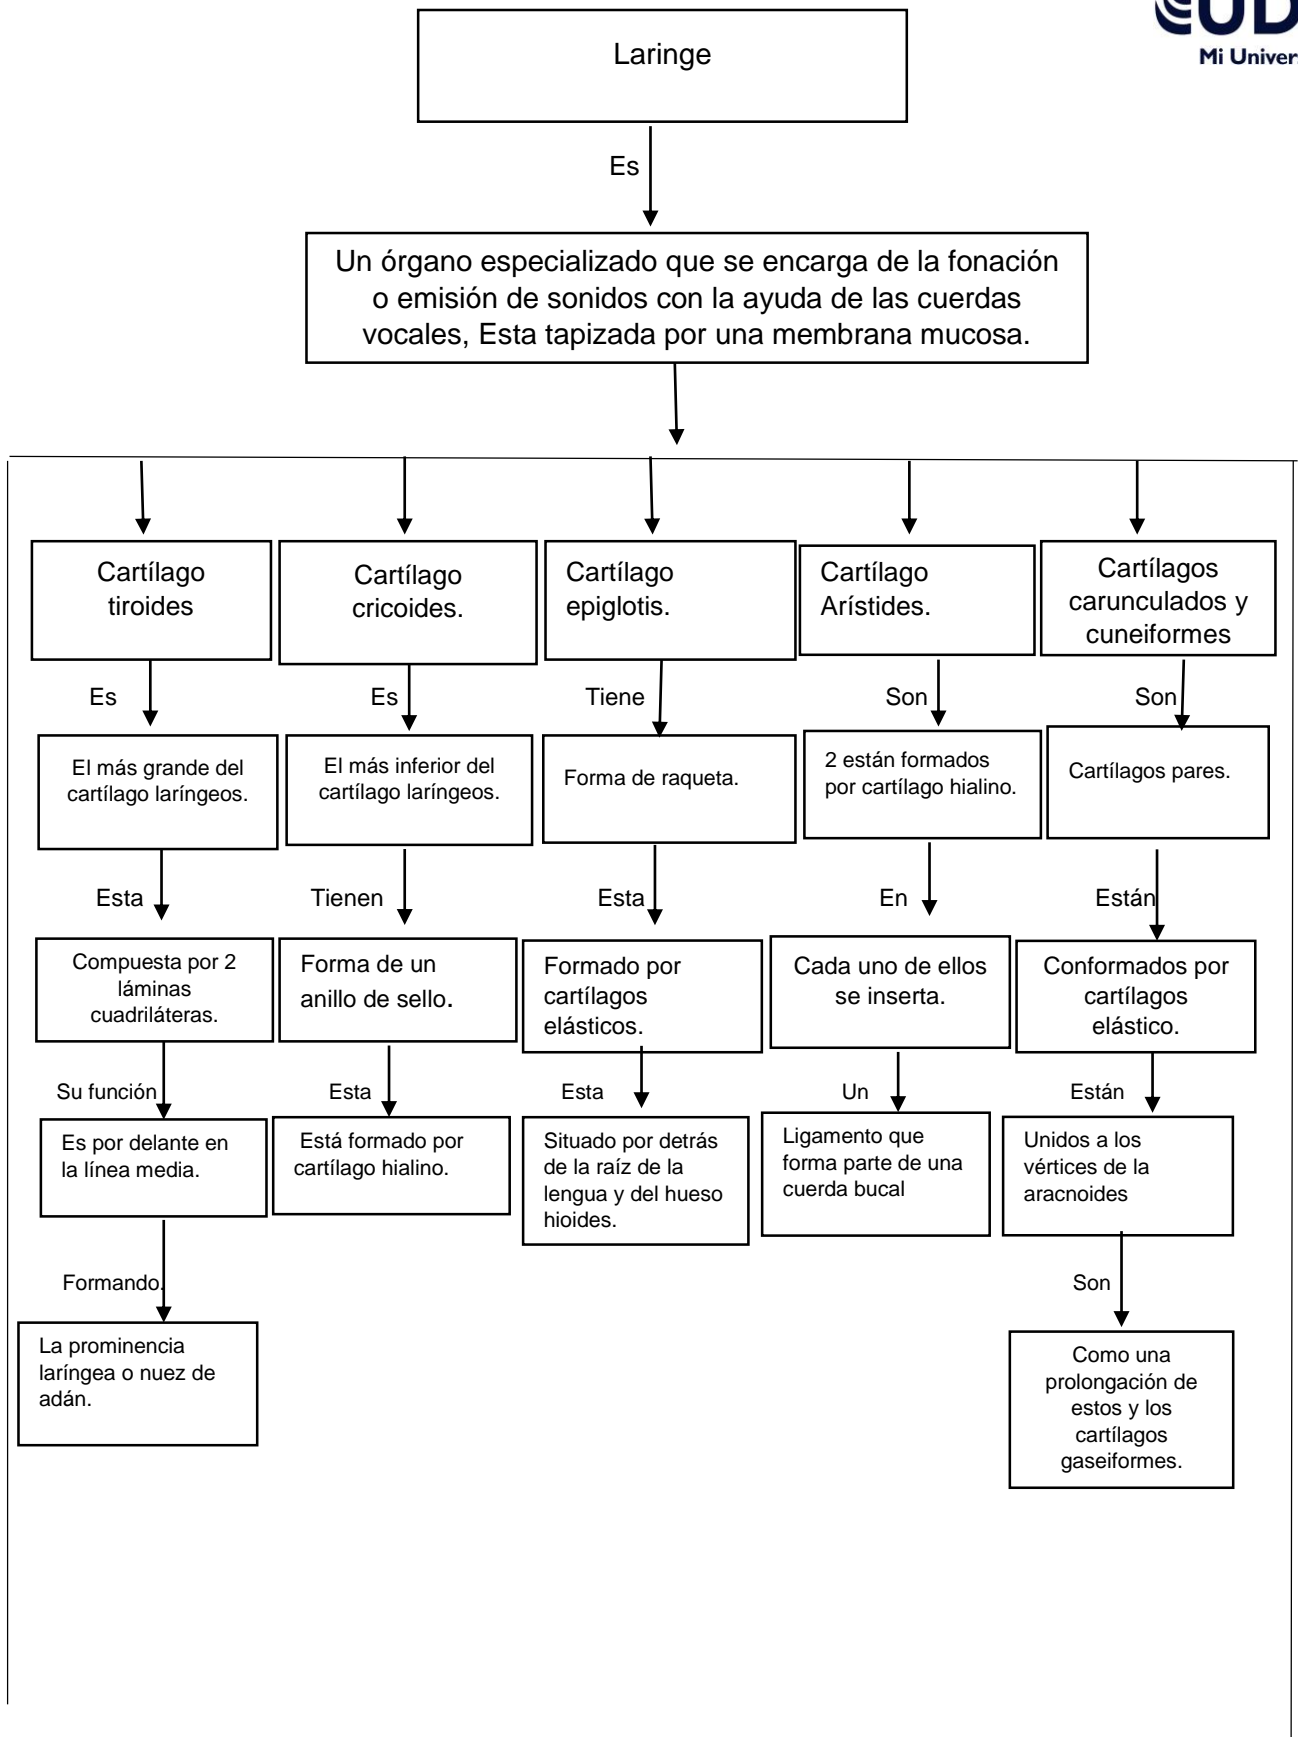 UD
Mi Univer
Laringe
Es
Un órgano especializado que se encarga de la fonación
o emisión de sonidos con la ayuda de las cuerdas
vocales, Esta tapizada por una membrana mucosa.
Cartílago
tiroides
Cartílago
cricoides.
Cartílago
epiglotis.
Cartílago
Arístides.
Cartílagos
carunculados y
cuneiformes
Es
Es
Tiene
Son
Son
El más grande del
cartílago laríngeos.
El más inferior del
cartílago laríngeos.
Forma de raqueta.
2 están formados
por cartílago hialino.
Cartílagos pares.
Esta
Tienen
Esta
En
Están
Compuesta por 2
láminas
cuadriláteras.
Forma de un
anillo de sello.
Formado por
cartílagos
elásticos.
Cada uno de ellos
se inserta.
Conformados por
cartílagos
elástico.
Su función
Esta
Esta
Un
Están
Es por delante en
la línea media.
Está formado por
cartílago hialino.
Situado por detrás
de la raíz de la
lengua y del hueso
hioides.
Ligamento que
forma parte de una
cuerda bucal
Unidos a los
vértices de la
aracnoides
Formando.
Son
La prominencia
laríngea o nuez de
adán.
Como una
prolongación de
estos y los
cartílagos
gaseiformes.